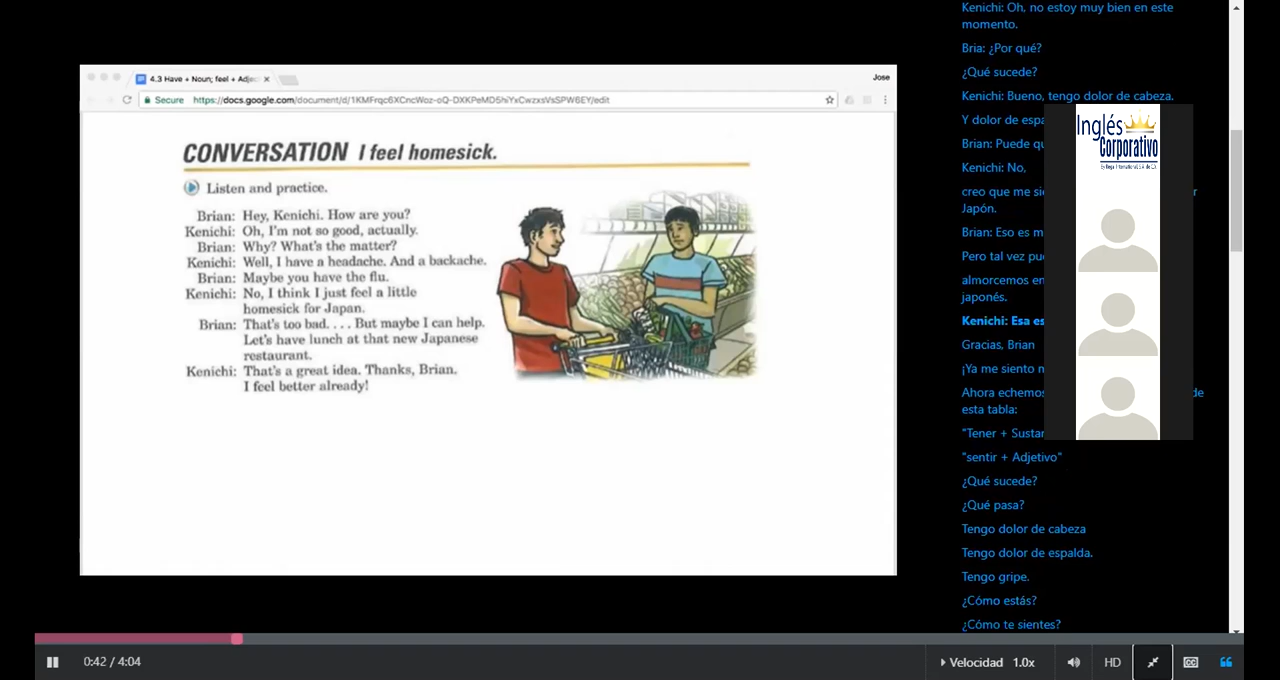 4.3 Have + Noun; feel + Adje
Jose
Secure https://docs.google.com/document/d/1KMFrqc6XCncWoz-oQ-DXKPeMD5hiYxCwzxsVsSPW6EY/edit
CONVERSATION I feel homesick.
Listen and practice.
Brian: Hey, Kenichi. How are you?
Kenichi: Oh, I'm not so good, actually.
Brian: Why? What's the matter?
Kenichi: Well, I have a headache. And a backache.
Brian: Maybe you have the flu.
Kenichi: No, I think I just feel a little
homesick for Japan.
Brian: That's too bad. . . . But maybe I can help.
Let's have lunch at that new Japanese
restaurant.
Kenichi: That's a great idea. Thanks, Brian.
I feel better already!
Kenichi: Oh, no estoy muy bien en este
momento.
Bria: ¿Por qué?
¿Qué sucede?
Kenichi: Bueno, tengo dolor de cabeza.
Y dolor de espa
Brian: Puede qu
Kenichi: No,
creo que me si
r
Japón.
Brian: Eso es m
Pero tal vez pue
almorcemos en
japonés,
Kenichi: Esa es
Gracias, Brian
¡Ya me siento m
Ahora echemos
de
esta tabla:
"Tener + Sustan
"sentir + Adjetivo"
¿Qué sucede?
¿Qué pasa?
Tengo dolor de cabeza
Tengo dolor de espalda.
Tengo gripe.
¿Cómo estás?
¿Cómo te sientes?
Inglés
Corporativo
0:42 / 4:04
Velocidad 1.0x
HD
CC